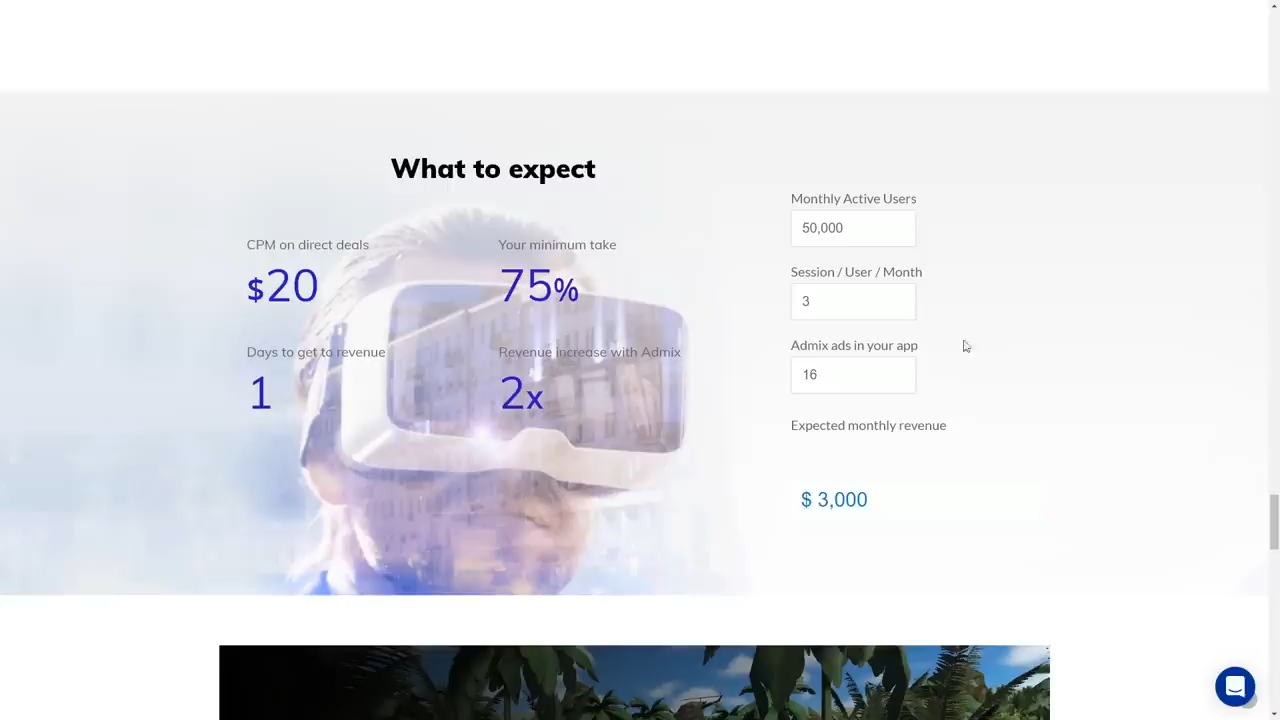 What to expect
CPM on direct deals
$20
Your minimum take
75%
Days to get to revenue
1
Revenue increase with Admix
2x
Monthly Active Users
50,000
Session / User / Month
3
Admix ads in your app
16
Expected monthly revenue
$ 3,000